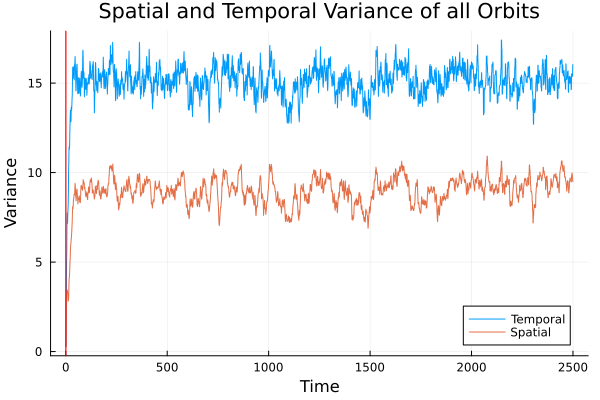 Spatial and Temporal Variance of all Orbits
Variance
15
10
5
0
Temporal
Spatial
0 500 1000 1500 2000 2500
Time